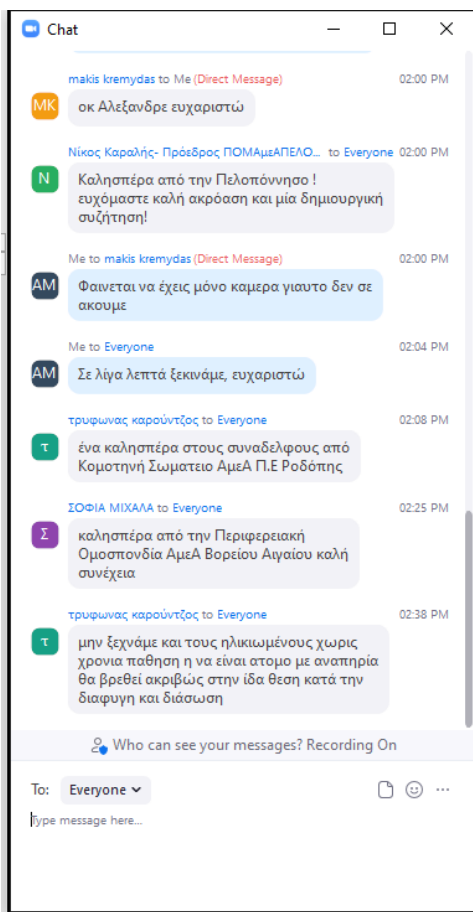 Chat
makis kremydas to Me (Direct Message) 02:00 PM
MK
οκ Αλεξανδρε ευχαριστώ
Νίκος Καραλής- Πρόεδρος ΠΟΜΑμεΑΠΕΛΟ... to Everyone 02:00 PM
N
Καλησπέρα από την Πελοπόννησο !
ευχόμαστε καλή ακρόαση και μία δημιουργική
συζήτηση!
Me to makis kremydas (Direct Message) 02:00 PM
AM
Φαινεται να έχεις μόνο καμερα γιαυτο δεν σε
ακουμε
Me to Everyone 02:04 PM
AM
Σε λίγα λεπτά ξεκινάμε, ευχαριστώ
τρυφωνας καρούντζος to Everyone 02:08 PM
τ
ένα καλησπέρα στους συναδελφους από
Κομοτηνή Σωματειο ΑμεΑ Π.Ε Ροδόπης
ΣΟΦΙΑ ΜΙΧΑΛΑ to Everyone 02:25 PM
Σ
καλησπέρα από την Περιφερειακή
Ομοσπονδία ΑμεΑ Βορείου Αιγαίου καλή
συνέχεια
τρυφωνας καρούντζος to Everyone 02:38 PM
τ
μην ξεχνάμε και τους ηλικιωμένους χωρις
χρονια παθηση η να είναι ατομο με αναπηρία
θα βρεθεί ακριβώς στην ίδα θεση κατά την
διαφυγη και διάσωση
Who can see your messages? Recording On
To: Everyone
Type message here...